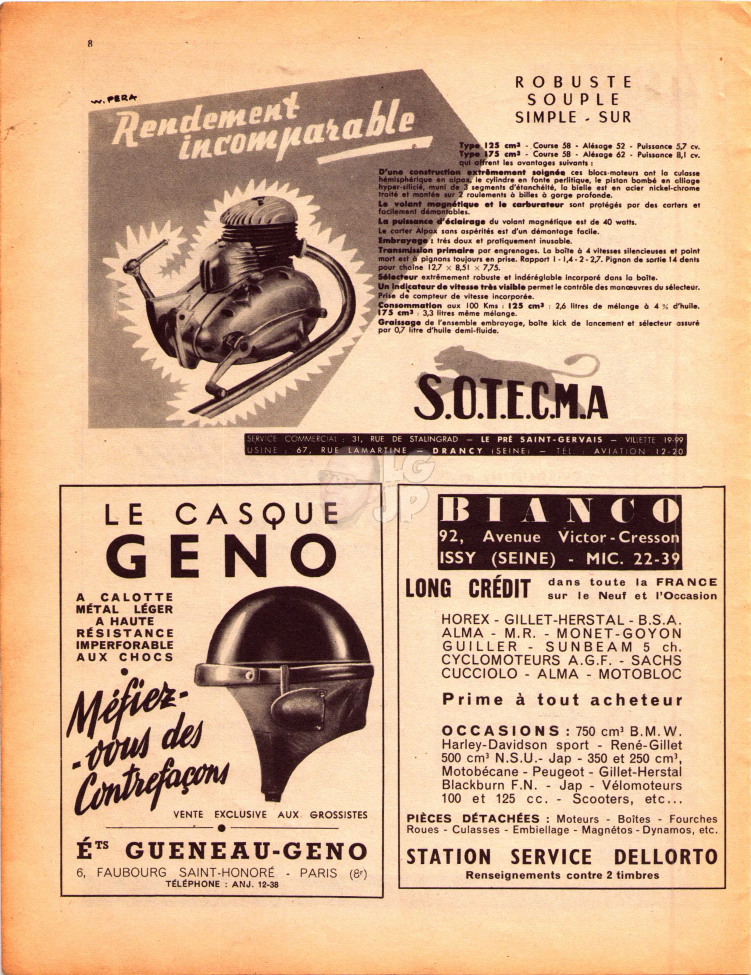 8
W. PERA
Rendement
incomparable
ROBUSTE
SOUPLE
SIMPLE - SUR
Type 125 cm³ - Course 58 - Alésage 52 - Puissance 5,7 cv.
Type 175 cm³ - Course 58 - Alésage 62 - Puissance 8,1 cv.
qui offrent les avantages suivants :
D'une construction extrêmement soignée ces blocs-moteurs ont la culasse
hémisphérique en alpax, le cylindre en fonte perlitique, le piston bombé en alliage
hyper-silicié, muni de 3 segments d'étanchéité, la bielle est en acier nickel-chrome
traité et montée sur 2 roulements à billes à gorge profonde.
Le volant magnétique et le carburateur sont protégés par des carters et
facilement démontables.
La puissance d'éclairage du volant magnétique est de 40 watts.
Le carter Alpax sans aspérités est d'un démontage facile.
Embrayage : très doux et pratiquement inusable.
Transmission primaire par engrenages. La boîte à 4 vitesses silencieuses et point
mort est à pignons toujours en prise. Rapport 1 - 1,4 - 2 - 2,7. Pignon de sortie 14 dents
pour chaîne 12,7 × 8,51 × 7,75.
Sélecteur extrêmement robuste et indéréglable incorporé dans la boîte.
Un indicateur de vitesse très visible permet le contrôle des manœuvres du sélecteur.
Prise de compteur de vitesse incorporée.
Consommation aux 100 Kms : 125 cm³ : 2,6 litres de mélange à 4 % d'huile.
175 cm³ : 3,3 litres même mélange.
Graissage de l'ensemble embrayage, boîte kick de lancement et sélecteur assuré
par 0,7 litre d'huile demi-fluide.
S.O.T.E.C.M.A
SERVICE COMMERCIAL : 31, RUE DE STALINGRAD — LE PRÉ SAINT-GERVAIS — VILLETTE 19-99
USINE : 67, RUE LAMARTINE - DRANCY (SEINE) — TÉL : AVIATION 12-20
LG
JP
LE CASQUE
GENO
A CALOTTE
MÉTAL LÉGER
A HAUTE
RÉSISTANCE
IMPERFORABLE
AUX CHOCS
Méfiez-
-vous des
Contrefaçons
VENTE EXCLUSIVE AUX GROSSISTES
ÉTS GUENEAU-GENO
6, FAUBOURG SAINT-HONORÉ - PARIS (8e)
TÉLÉPHONE : ANJ. 12-38
BIANCO
92, Avenue Victor-Cresson
ISSY (SEINE) - MIC. 22-39
LONG CRÉDIT dans toute la FRANCE
sur le Neuf et l'Occasion
HOREX - GILLET-HERSTAL - B.S.A.
ALMA - M.R. - MONET-GOYON
GUILLER - SUNBEAM 5 ch.
CYCLOMOTEURS A.G.F. - SACHS
CUCCIOLO - ALMA - MOTOBLOC
Prime à tout acheteur
OCCASIONS : 750 cm³ B.M.W.
Harley-Davidson sport - René-Gillet
500 cm³ N.S.U.- Jap - 350 et 250 cm³,
Motobécane - Peugeot - Gillet-Herstal
Blackburn F.N. - Jap - Vélomoteurs
100 et 125 cc. - Scooters, etc...
PIÈCES DÉTACHÉES : Moteurs - Boîtes - Fourches
Roues - Culasses - Embiellage - Magnétos - Dynamos, etc.
STATION SERVICE DELLORTO
Renseignements contre 2 timbres